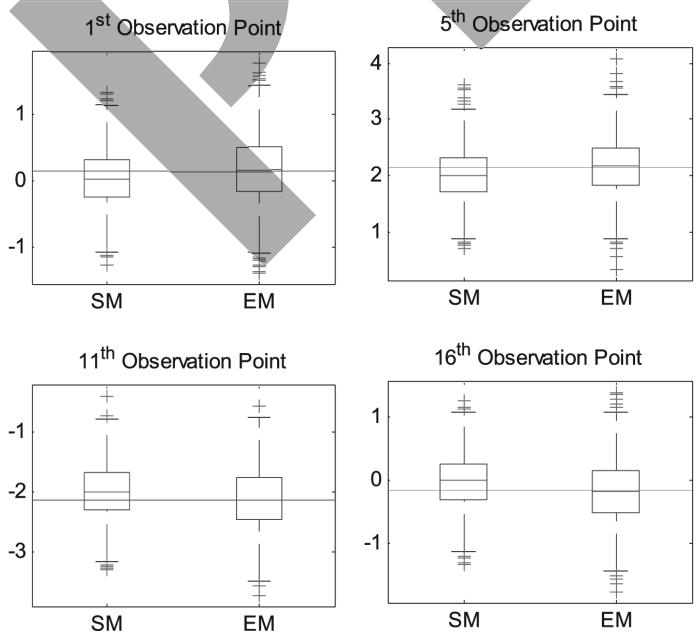 1st Observation Point
1
0
-1
SM EM
5th Observation Point
4
3
2
1
SM EM
11th Observation Point
-1
-2
-3
SM EM
16th Observation Point
1
0
-1
SM EM